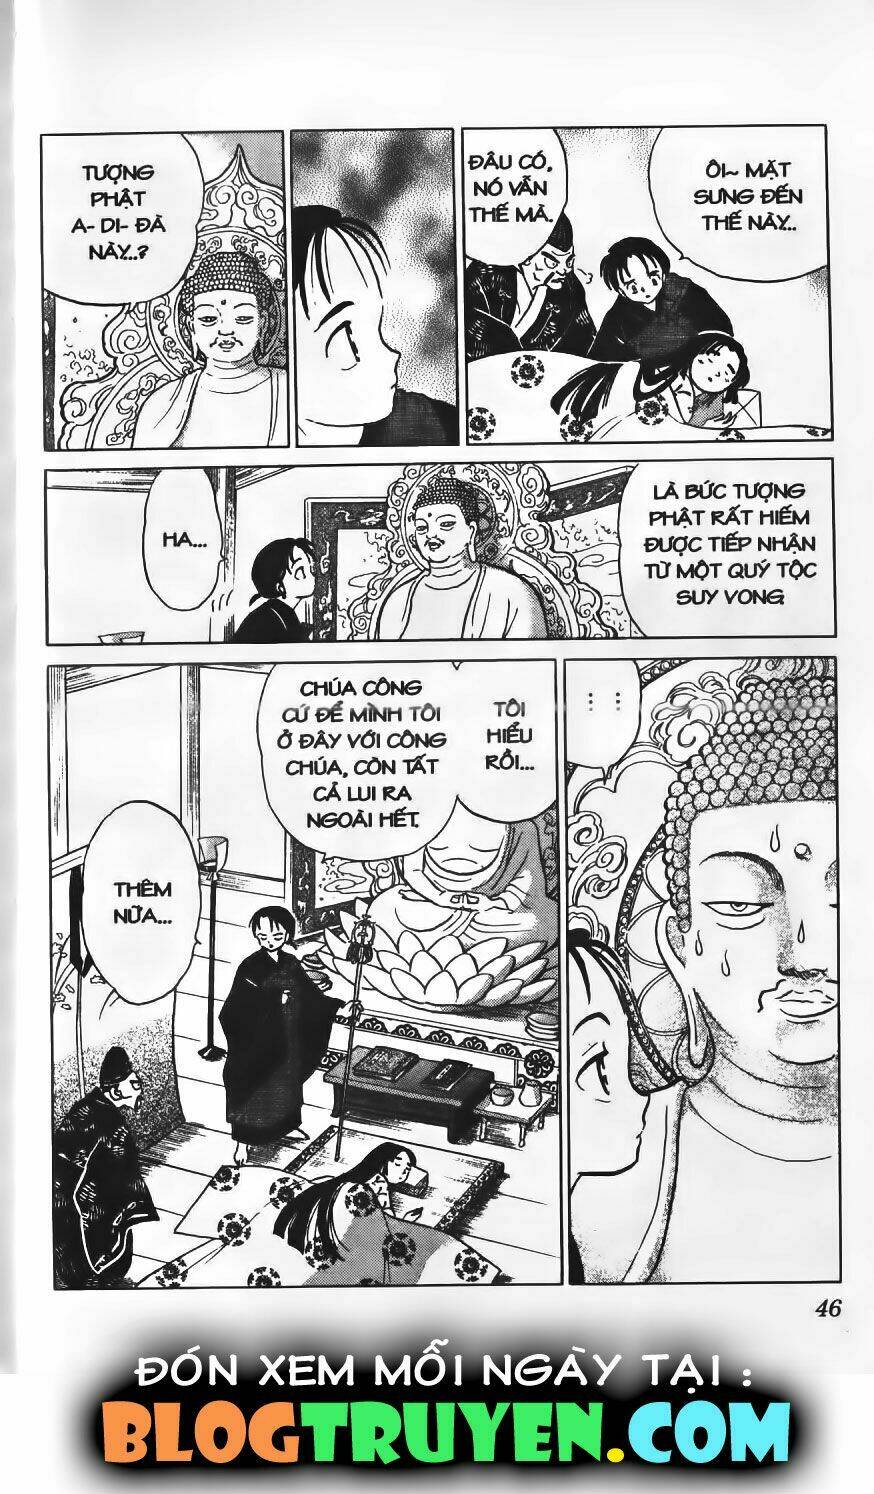 ÔI~ MẶT
SƯNG ĐẾN
THẾ NÀY...
ĐÂU CÓ,
NÓ VẪN
THẾ MÀ.
TƯỢNG
PHẬT
A- DI- ĐÀ
NÀY...?
LÀ BỨC TƯỢNG
PHẬT RẤT HIẾM
ĐƯỢC TIẾP NHẬN
TỪ MỘT QUÝ TỘC
SUY VONG.
HA...
......
TÔI
HIỂU
RỒI...
CHÚA CÔNG
CỨ ĐỂ MÌNH TÔI
Ở ĐÂY VỚI CÔNG
CHÚA, CÒN TẤT
CẢ LUI RA
NGOÀI HẾT.
THÊM
NỮA...
46
ĐÓN XEM MỖI NGÀY TẠI :
BLOGTRUYEN.COM